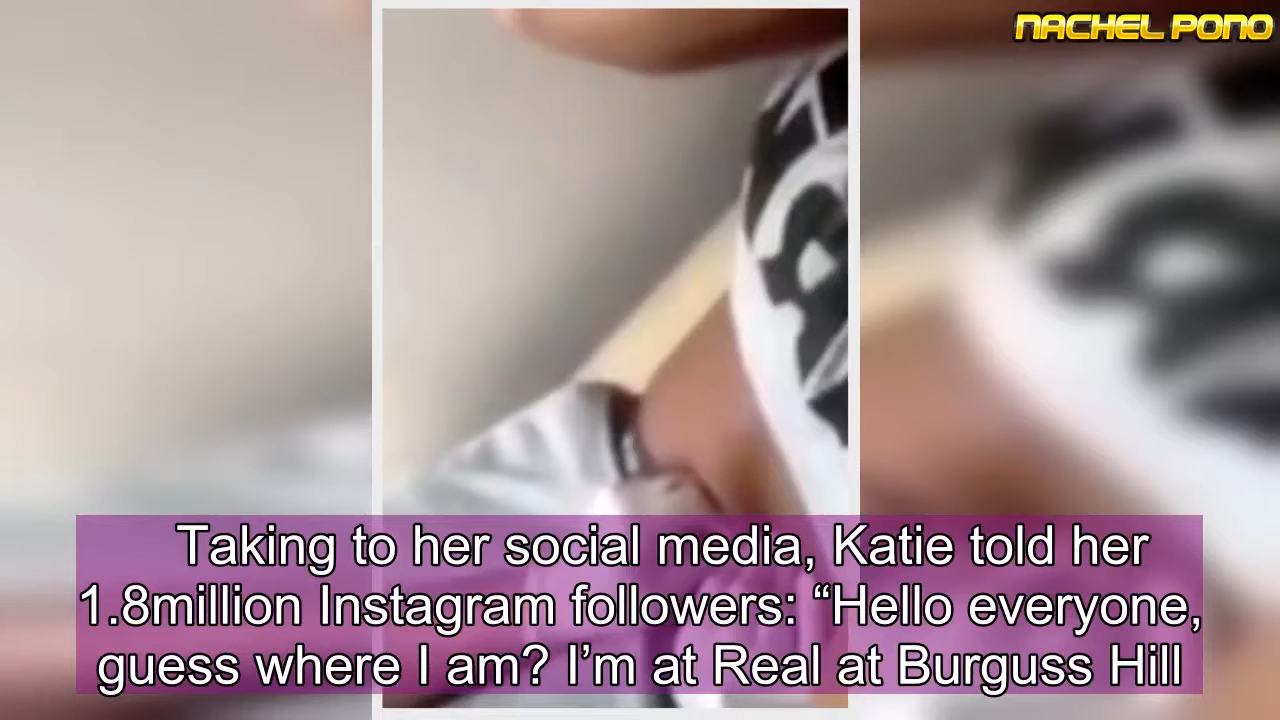 NACHEL PONO
Taking to her social media, Katie told her
1.8million Instagram followers: “Hello everyone,
guess where I am? I’m at Real at Burguss Hill